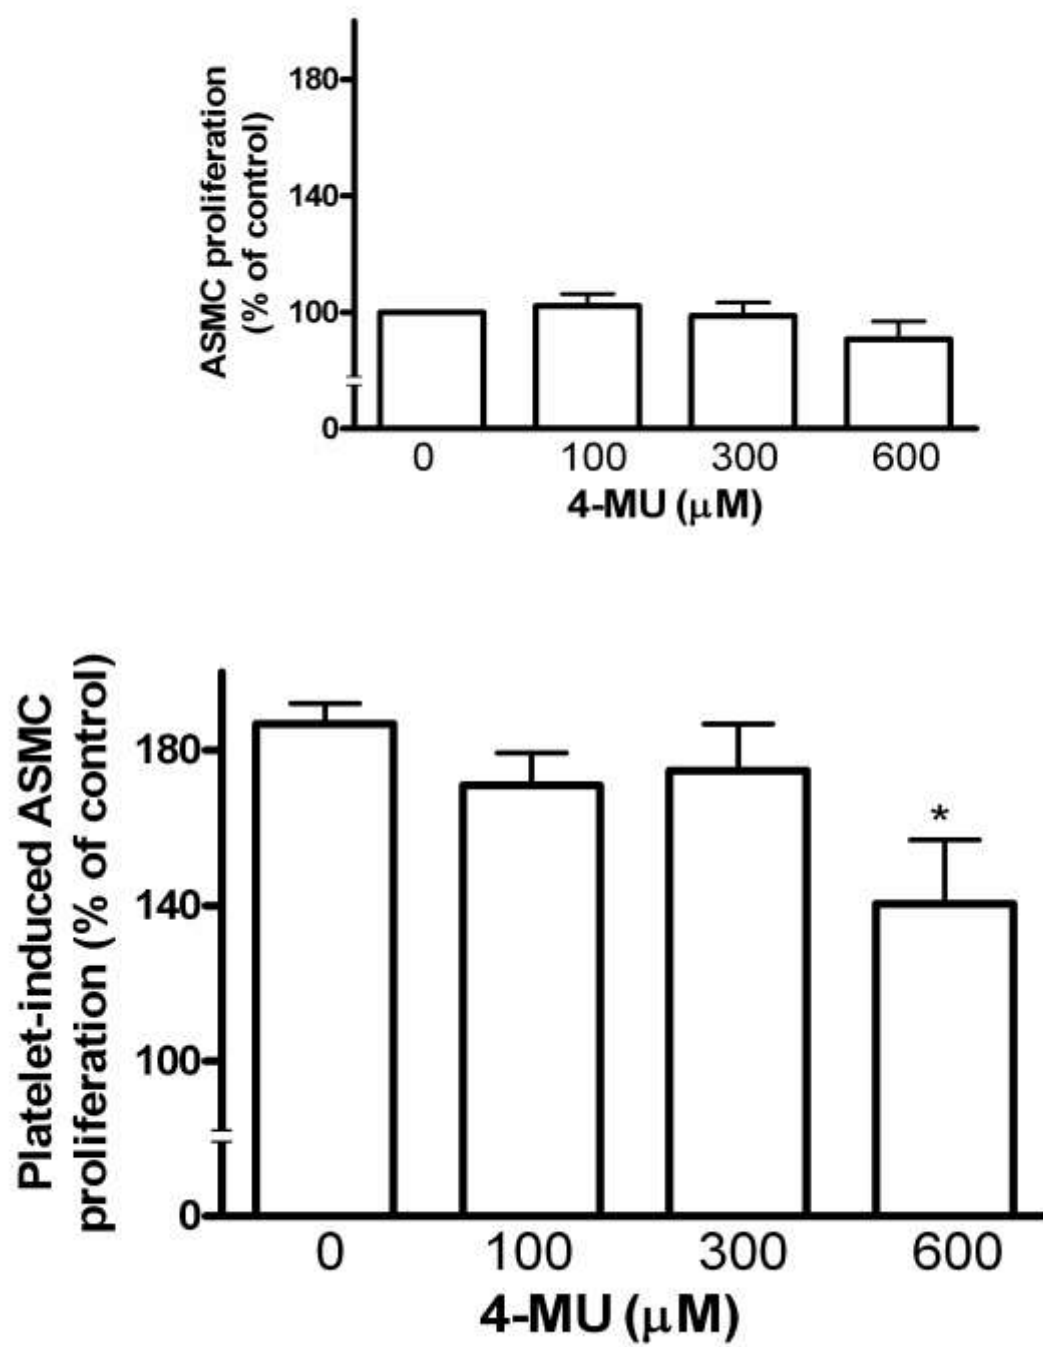 ASMC proliferation
(% of control)
180
140
100
0
0 100 300 600
4-MU (μM)
Platelet-induced ASMC
proliferation (% of control)
180
140
100
0
*
0 100 300 600
4-MU (μM)